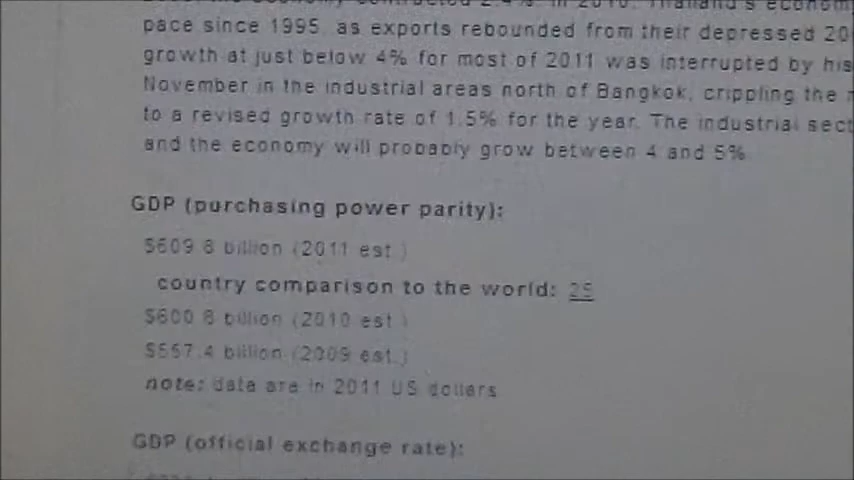 pace since 1995, as exports rebounded from their depressed 20
growth at just below 4% for most of 2011 was interrupted by his
November in the industrial areas north of Bangkok, crippling the
to a revised growth rate of 1.5% for the year. The industrial sect
and the economy will probably grow between 4 and 5%
GDP (purchasing power parity):
$609.8 billion (2011 est.)
country comparison to the world: 25
$600.8 billion (2010 est.)
$557.4 billion (2009 est.)
note: data are in 2011 US dollars
GDP (official exchange rate):